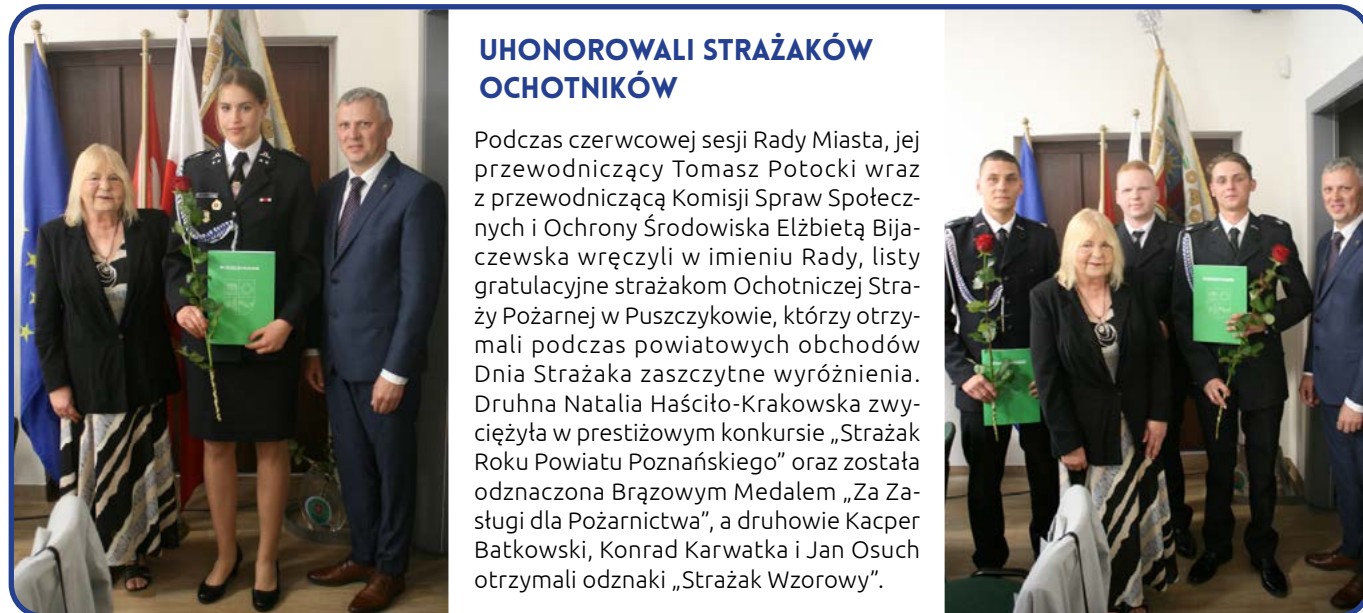 UHONOROWALI STRAŻAKÓW
OCHOTNIKÓW
Podczas czerwcowej sesji Rady Miasta, jej
przewodniczący Tomasz Potocki wraz
z przewodniczącą Komisji Spraw Społecz-
nych i Ochrony Środowiska Elżbietą Bija-
czewska wręczyli w imieniu Rady, listy
gratulacyjne strażakom Ochotniczej Stra-
ży Pożarnej w Puszczykowie, którzy otrzy-
mali podczas powiatowych obchodów
Dnia Strażaka zaszczytne wyróżnienia.
Druhna Natalia Haściło-Krakowska zwy-
ciężyła w prestiżowym konkursie „Strażak
Roku Powiatu Poznańskiego” oraz została
odznaczona Brązowym Medalem „Za Za-
sługi dla Pożarnictwa”, a druhowie Kacper
Batkowski, Konrad Karwatka i Jan Osuch
otrzymali odznaki „Strażak Wzorowy”.